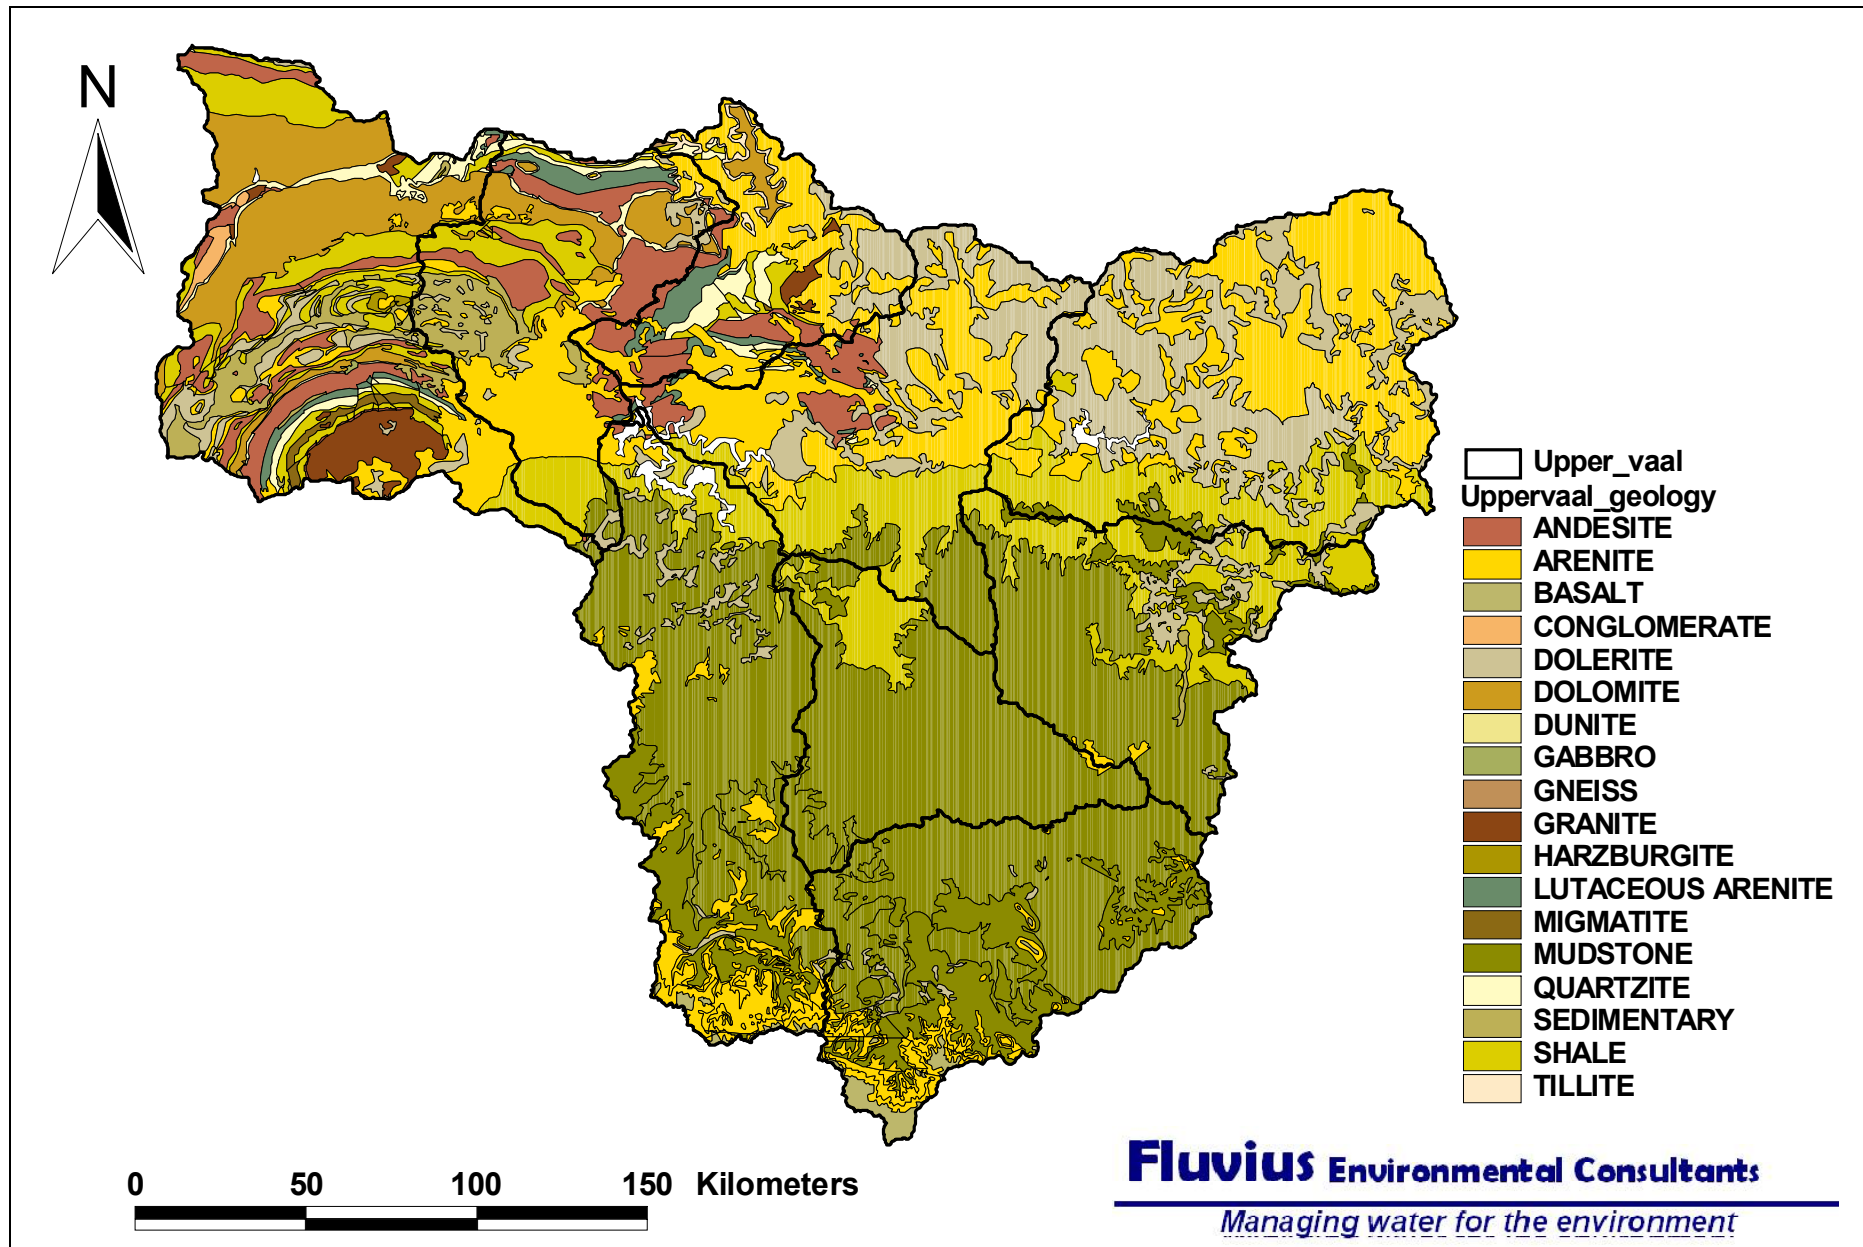 N
Upper_vaal
Uppervaal_geology
ANDESITE
ARENITE
BASALT
CONGLOMERATE
DOLERITE
DOLOMITE
DUNITE
GABBRO
GNEISS
GRANITE
HARZBURGITE
LUTACEOUS ARENITE
MIGMATITE
MUDSTONE
QUARTZITE
SEDIMENTARY
SHALE
TILLITE
0 50 100 150 Kilometers
Fluvius Environmental Consultants
Managing water for the environment